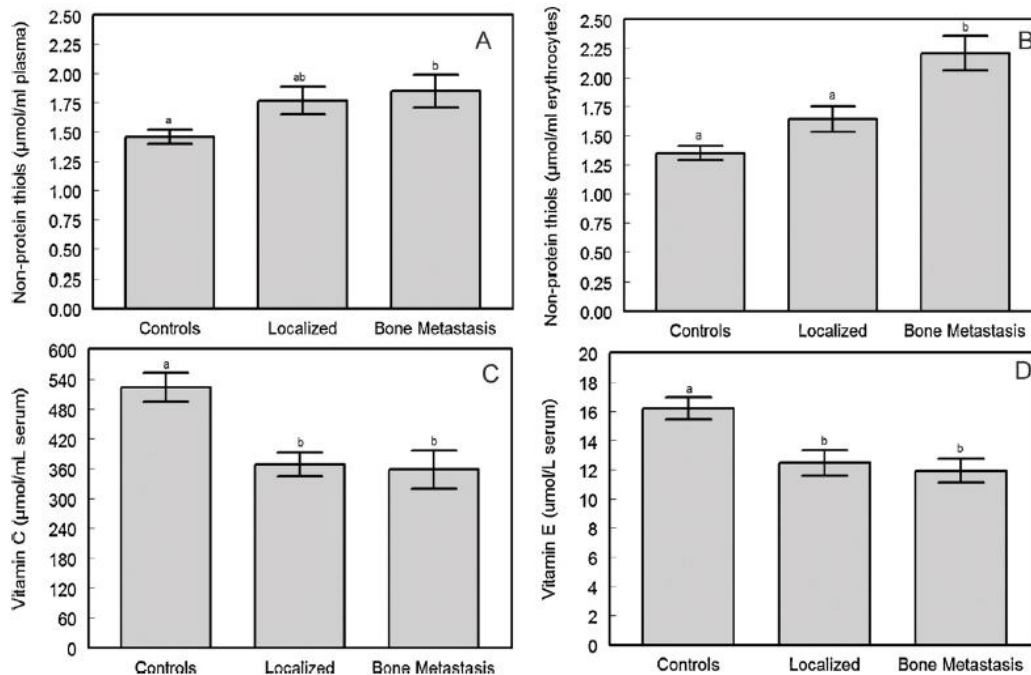 A
Non-protein thiols (µmol/ml plasma)
2.50
2.25
2.00
1.75
1.50
1.25
1.00
0.75
0.50
0.25
0.00
a
ab
b
Controls
Localized
Bone Metastasis
B
Non-protein thiols (µmol/ml erythrocytes)
2.50
2.25
2.00
1.75
1.50
1.25
1.00
0.75
0.50
0.25
0.00
a
a
b
Controls
Localized
Bone Metastasis
C
Vitamin C (µmol/mL serum)
600
540
480
420
360
300
240
180
120
60
0
a
b
b
Controls
Localized
Bone Metastasis
D
Vitamin E (umol/L serum)
20
18
16
14
12
10
8
6
4
2
0
a
b
b
Controls
Localized
Bone Metastasis